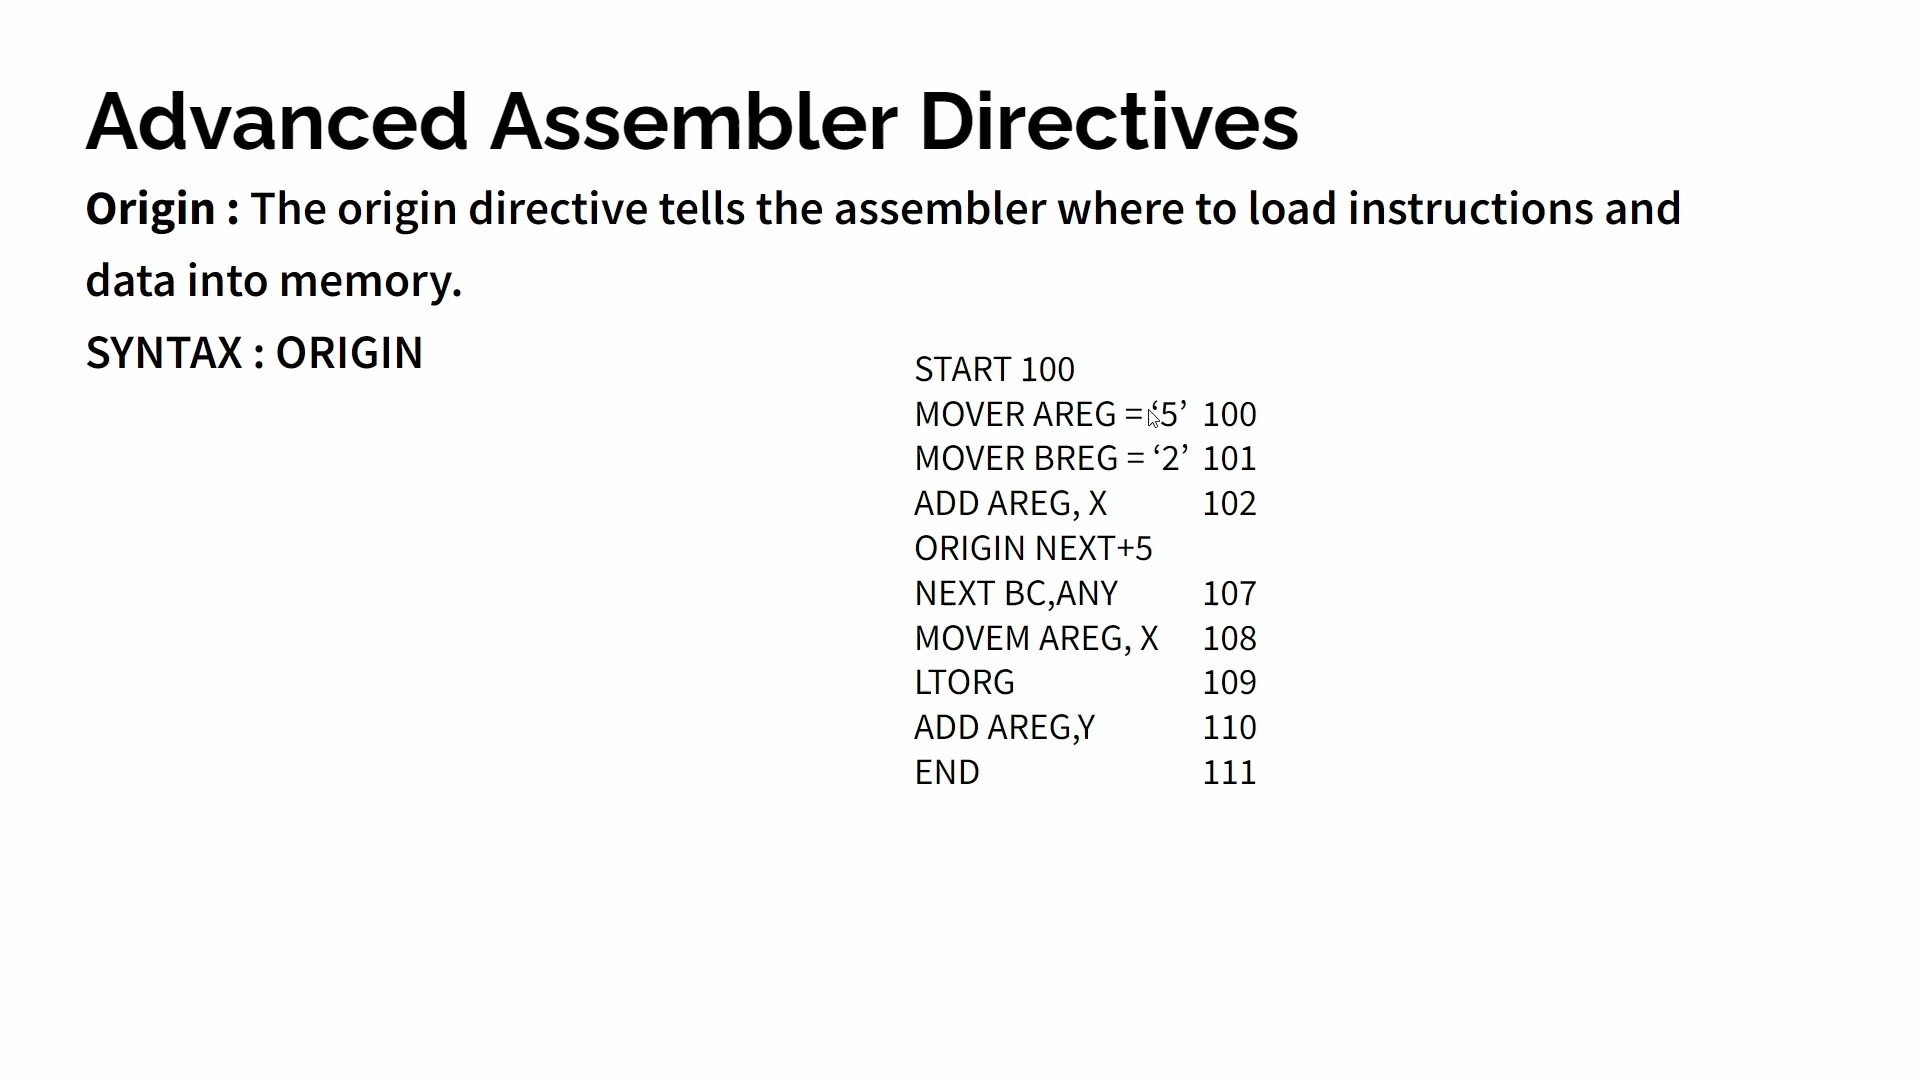 Advanced Assembler Directives
Origin : The origin directive tells the assembler where to load instructions and
data into memory.
SYNTAX : ORIGIN
START 100
MOVER AREG = ‘5’ 100
MOVER BREG = ‘2’ 101
ADD AREG, X 102
ORIGIN NEXT+5
NEXT BC,ANY 107
MOVEM AREG, X 108
LTORG 109
ADD AREG,Y 110
END 111